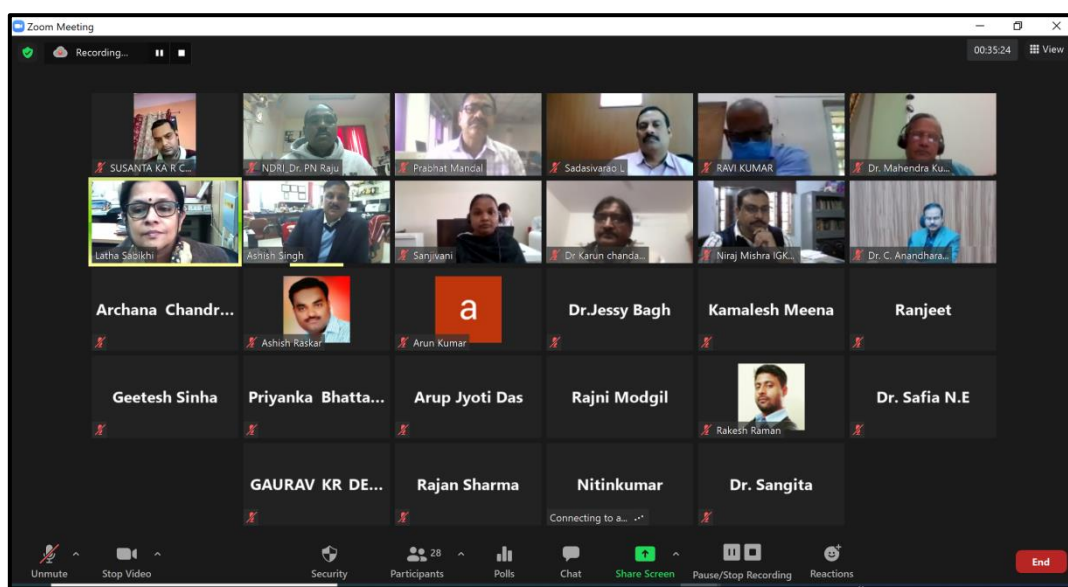 Zoom Meeting
Recording...
00:35:24 View
SUSANTA KA R C...
NDRI_Dr. PN Raju
Prabhat Mandal
Sadasivarao L
RAVI KUMAR
Dr. Mahendra Ku...
Latha Sabikhi
Ashish Singh
Sanjivani
Dr Karun chanda...
Niraj Mishra IGK...
Dr. C. Anandhara...
Archana Chandr...
Ashish Raskar
a
Arun Kumar
Dr.Jessy Bagh
Kamalesh Meena
Ranjeet
Geetesh Sinha
Priyanka Bhatta...
Arup Jyoti Das
Rajni Modgil
Rakesh Raman
Dr. Safia N.E
GAURAV KR DE...
Rajan Sharma
Nitinkumar
Connecting to a...
Dr. Sangita
Unmute
Stop Video
Security
28
Participants
Polls
Chat
Share Screen
Pause/Stop Recording
Reactions
End